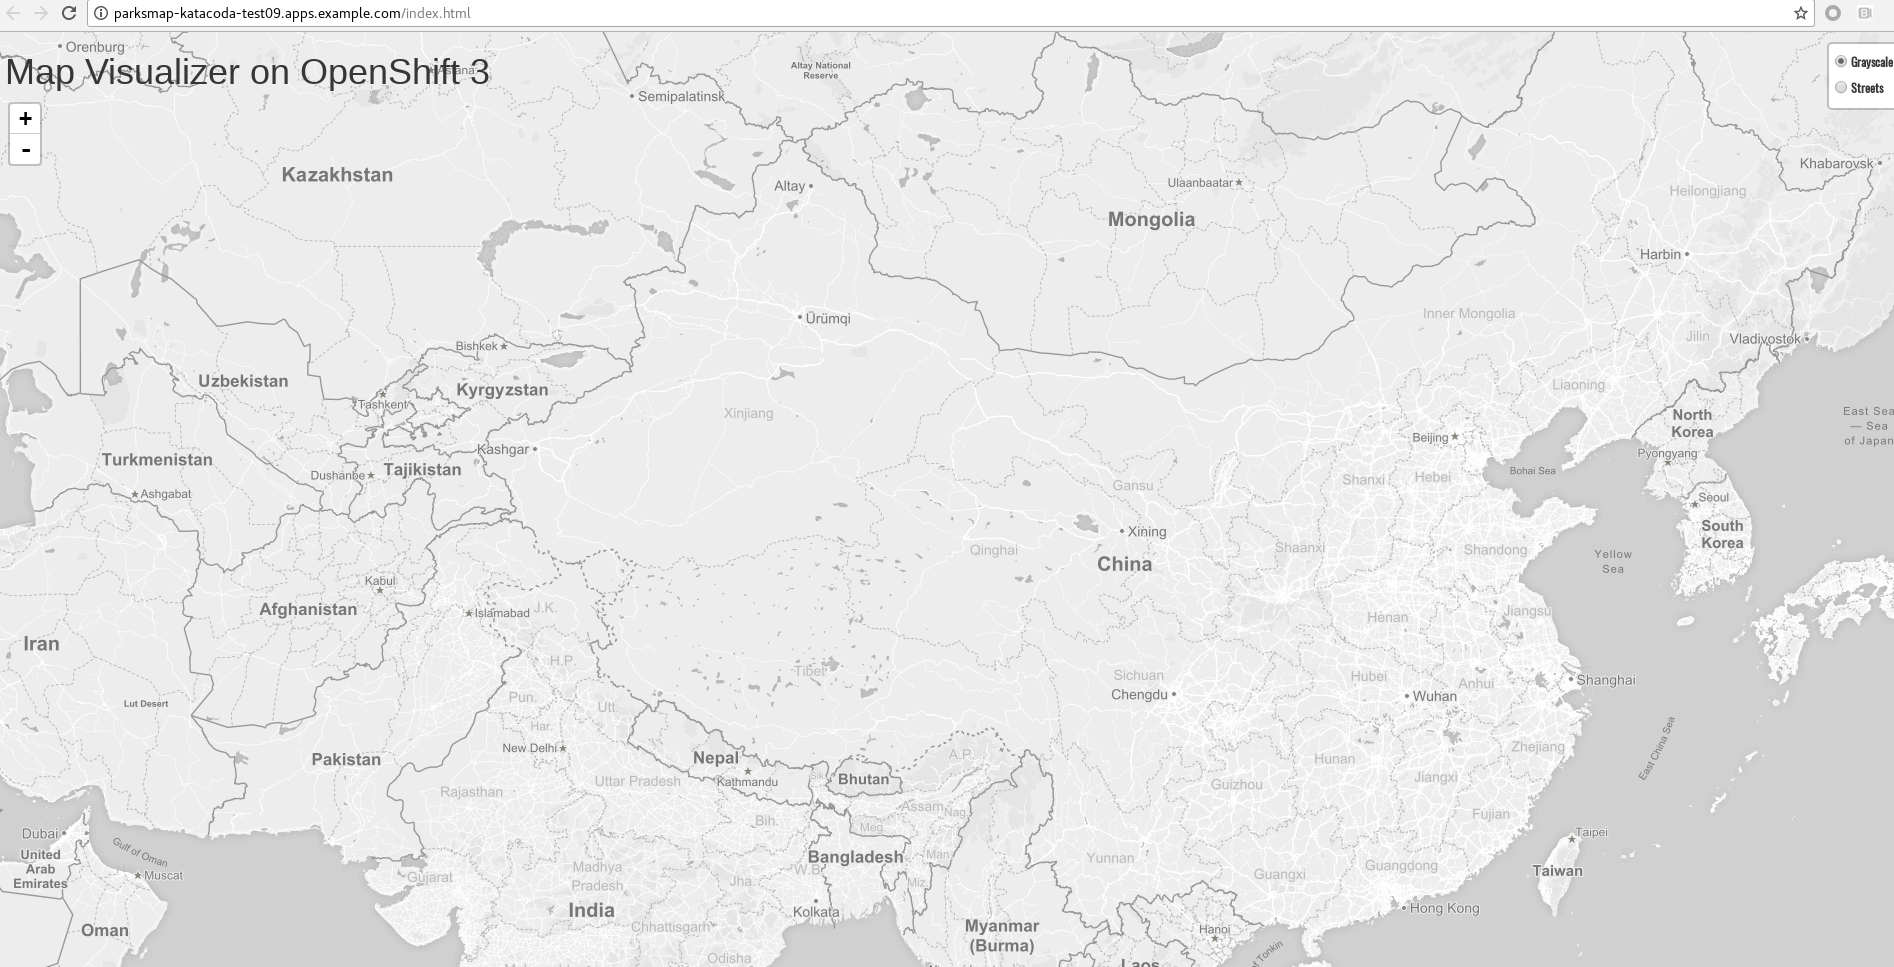 parksmap-katacoda-test09.apps.example.com/index.html
Map Visualizer on OpenShift 3
Grayscale
Streets
+
-
Orenburg
Astana
Altay National
Reserve
Semipalatinsk
Kazakhstan
Altay
Ulaanbaatar
Mongolia
Khabarovsk
Heilongjiang
Harbin
Ürümqi
Inner Mongolia
Jilin
Vladivostok
Bishkek
Uzbekistan
Kyrgyzstan
Tashkent
Xinjiang
Liaoning
North
Korea
East Sea
— Sea
of Japan
Beijing
Kashgar
Turkmenistan
Tajikistan
Dushanbe
Pyongyang
Bohai Sea
Shanxi
Hebei
Gansu
Ashgabat
Seoul
Xining
South
Korea
Qinghai
Shaanxi
Shandong
Yellow
Sea
China
Kabul
Afghanistan
Islamabad
J.K.
Henan
Jiangsu
Iran
H.P.
Tibet
Sichuan
Hubei
Anhui
Shanghai
Chengdu
Wuhan
Lut Desert
Pun.
Utt.
Har.
New Delhi
Pakistan
Nepal
Kathmandu
Sik.
Bhutan
A.P.
Zhejiang
East China Sea
Hunan
Jiangxi
Uttar Pradesh
Guizhou
Rajasthan
Assam
Nag.
Fujian
Bih.
Meg.
Dubai
Gulf of Oman
Taipei
United
Arab
Emirates
Muscat
Bangladesh
Man.
Yunnan
Guangdong
Taiwan
Gujarat
Madhya
Pradesh
Jha.
W.B.
Miz.
Guangxi
India
Kolkata
Hong Kong
Oman
Chhattisgarh
Myanmar
(Burma)
Hanoi
Odisha
Laos
Tonkin